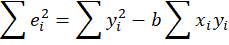 ∑ e_i^2 = ∑ y_i^2 − b ∑ x_i y_i